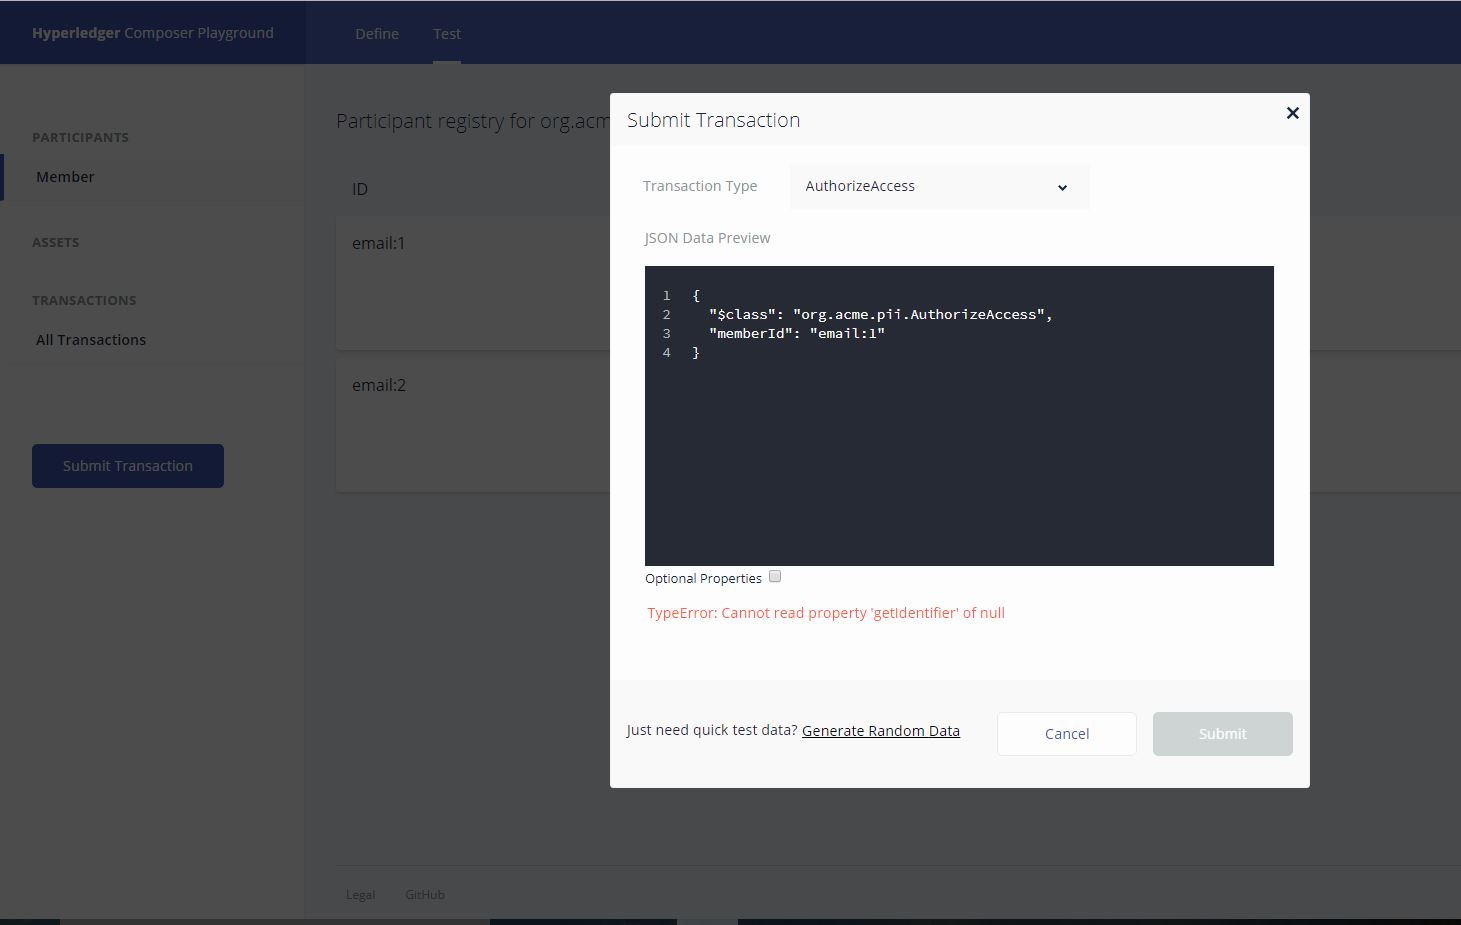 Hyperledger Composer Playground
Define
Test
PARTICIPANTS
Member
ASSETS
TRANSACTIONS
All Transactions
Submit Transaction
Participant registry for org.acm
ID
email:1
email:2
Legal
GitHub
Submit Transaction
Transaction Type
AuthorizeAccess
JSON Data Preview
1 {
2 "$class": "org.acme.pii.AuthorizeAccess",
3 "memberId": "email:1"
4 }
Optional Properties
TypeError: Cannot read property 'getIdentifier' of null
Just need quick test data? Generate Random Data
Cancel
Submit